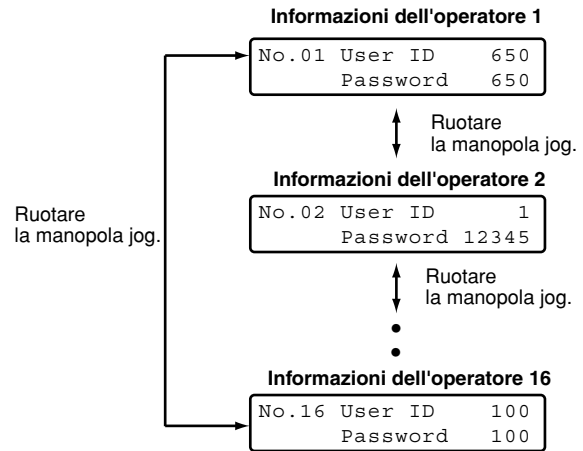 Informazioni dell'operatore 1
No.01 User ID 650
Password 650
Ruotare
la manopola jog.
Informazioni dell'operatore 2
No.02 User ID 1
Password 12345
Ruotare
la manopola jog.
Ruotare
la manopola jog.
Informazioni dell'operatore 16
No.16 User ID 100
Password 100